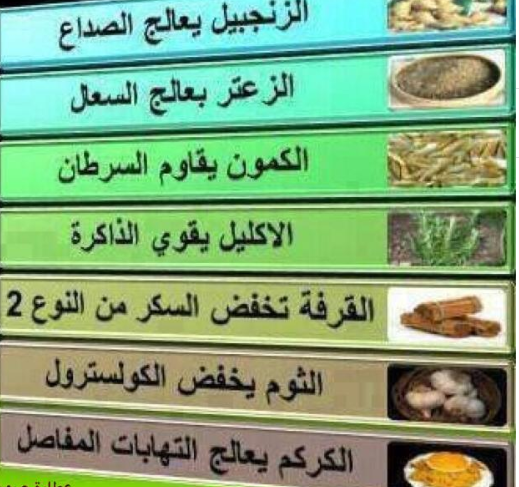 الزنجبيل يعالج الصداع
الزعتر يعالج السعال
الكمون يقاوم السرطان
الاكليل يقوي الذاكرة
القرفة تخفض السكر من النوع 2
الثوم يخفض الكولسترول
الكركم يعالج التهابات المفاصل